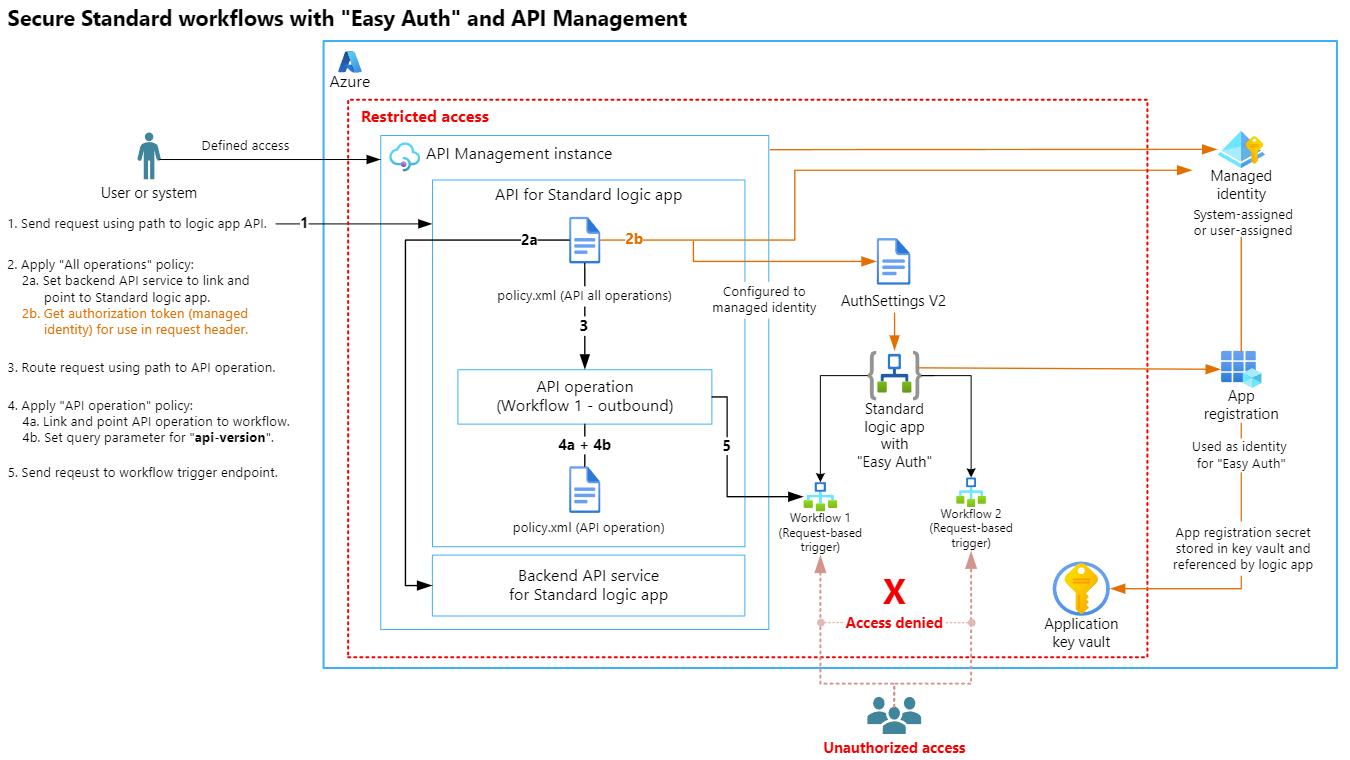 Secure Standard workflows with "Easy Auth" and API Management
Azure
Restricted access
Defined access
User or system
API Management instance
API for Standard logic app
1. Send request using path to logic app API.
1
2a
2b
2. Apply "All operations" policy:
2a. Set backend API service to link and
point to Standard logic app.
2b. Get authorization token (managed
identity) for use in request header.
3. Route request using path to API operation.
4. Apply "API operation" policy:
4a. Link and point API operation to workflow.
4b. Set query parameter for "api-version".
5. Send reqeust to workflow trigger endpoint.
policy.xml (API all operations)
3
API operation
(Workflow 1 - outbound)
4a + 4b
5
policy.xml (API operation)
Backend API service
for Standard logic app
Configured to
managed identity
AuthSettings V2
Standard
logic app
with
"Easy Auth"
Workflow 1
(Request-based
trigger)
Workflow 2
(Request-based
trigger)
X
Access denied
Unauthorized access
Managed
identity
System-assigned
or user-assigned
App
registration
Used as identity
for "Easy Auth"
App registration secret
stored in key vault and
referenced by logic app
Application
key vault